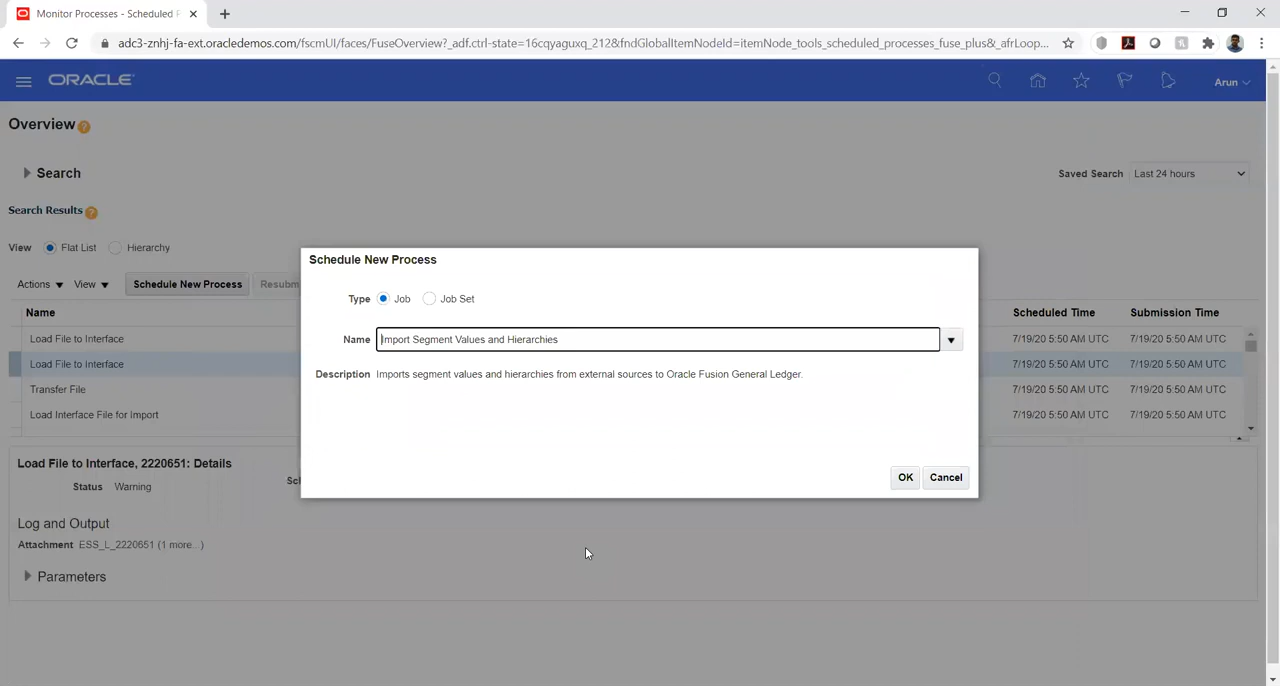 Monitor Processes - Scheduled P
adc3-znhj-fa-ext.oracledemos.com/fscmUI/faces/FuseOverview?_adf.ctrl-state=16cqyaguxq_212&fndGlobalItemNodeId=itemNode_tools_scheduled_processes_fuse_plus&_afrLoop...
ORACLE
Arun
Overview
Search
Saved Search Last 24 hours
Search Results
View Flat List Hierarchy
Actions View Schedule New Process Resubm
Name Scheduled Time Submission Time
Load File to Interface 7/19/20 5:50 AM UTC 7/19/20 5:50 AM UTC
Load File to Interface 7/19/20 5:50 AM UTC 7/19/20 5:50 AM UTC
Transfer File 7/19/20 5:50 AM UTC 7/19/20 5:50 AM UTC
Load Interface File for Import 7/19/20 5:50 AM UTC 7/19/20 5:50 AM UTC
Load File to Interface, 2220651: Details
Status Warning Sc
Log and Output
Attachment ESS_L_2220651 (1 more...)
Parameters
Schedule New Process
Type Job Job Set
Name Import Segment Values and Hierarchies
Description Imports segment values and hierarchies from external sources to Oracle Fusion General Ledger.
OK Cancel